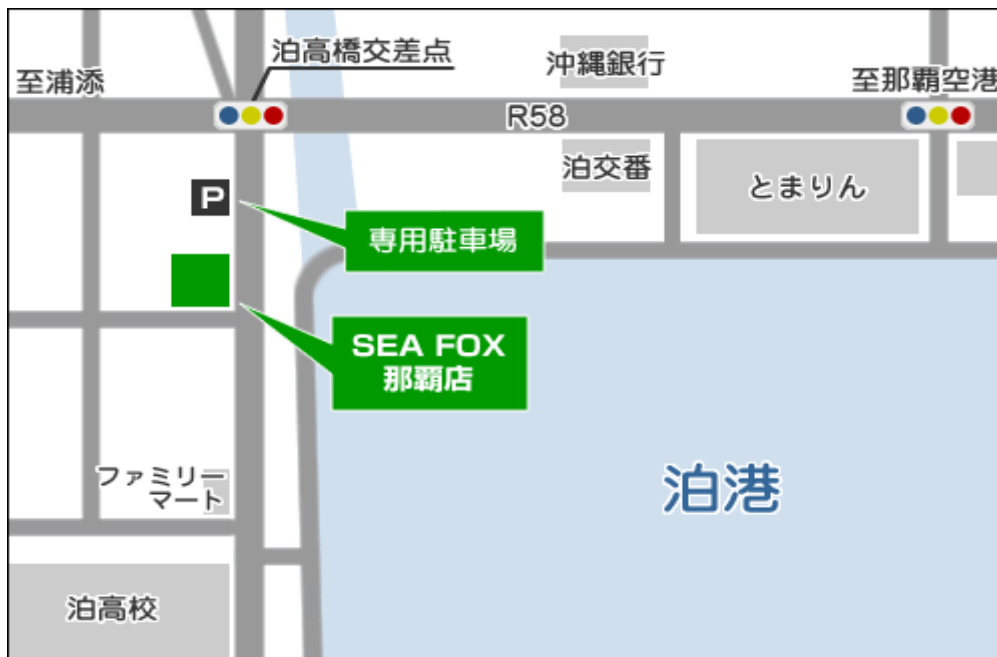 泊高橋交差点
沖縄銀行
至浦添
至那覇空港
R58
泊交番
とまりん
P
専用駐車場
SEA FOX
那覇店
ファミリー
マート
泊港
泊高校